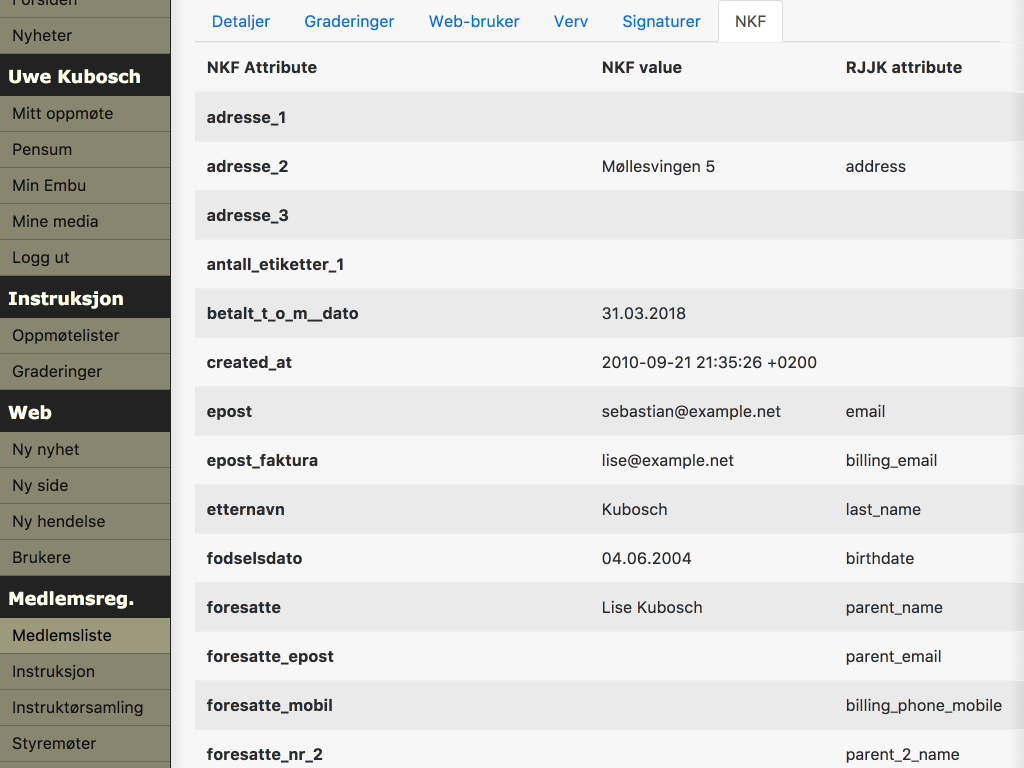 Forsiden
Nyheter
Uwe Kubosch
Mitt oppmøte
Pensum
Min Embu
Mine media
Logg ut
Instruksjon
Oppmøtelister
Graderinger
Web
Ny nyhet
Ny side
Ny hendelse
Brukere
Medlemsreg.
Medlemsliste
Instruksjon
Instruktørsamling
Styremøter
Detaljer Graderinger Web-bruker Verv Signaturer NKF
NKF Attribute NKF value RJJK attribute
adresse_1
adresse_2 Møllesvingen 5 address
adresse_3
antall_etiketter_1
betalt_t_o_m__dato 31.03.2018
created_at 2010-09-21 21:35:26 +0200
epost sebastian@example.net email
epost_faktura lise@example.net billing_email
etternavn Kubosch last_name
fodselsdato 04.06.2004 birthdate
foresatte Lise Kubosch parent_name
foresatte_epost parent_email
foresatte_mobil billing_phone_mobile
foresatte_nr_2 parent_2_name